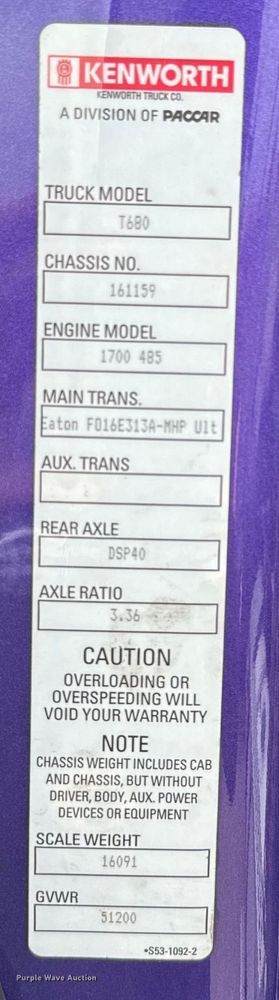 KENWORTH
KENWORTH TRUCK CO.
A DIVISION OF PACCAR
TRUCK MODEL
T680
CHASSIS NO.
161159
ENGINE MODEL
1700 485
MAIN TRANS.
Eaton FO16E313A-MHP Ult
AUX. TRANS
REAR AXLE
DSP40
AXLE RATIO
3.36
CAUTION
OVERLOADING OR
OVERSPEEDING WILL
VOID YOUR WARRANTY
NOTE
CHASSIS WEIGHT INCLUDES CAB
AND CHASSIS, BUT WITHOUT
DRIVER, BODY, AUX. POWER
DEVICES OR EQUIPMENT
SCALE WEIGHT
16091
GVWR
51200
*S53-1092-2
Purple Wave Auction